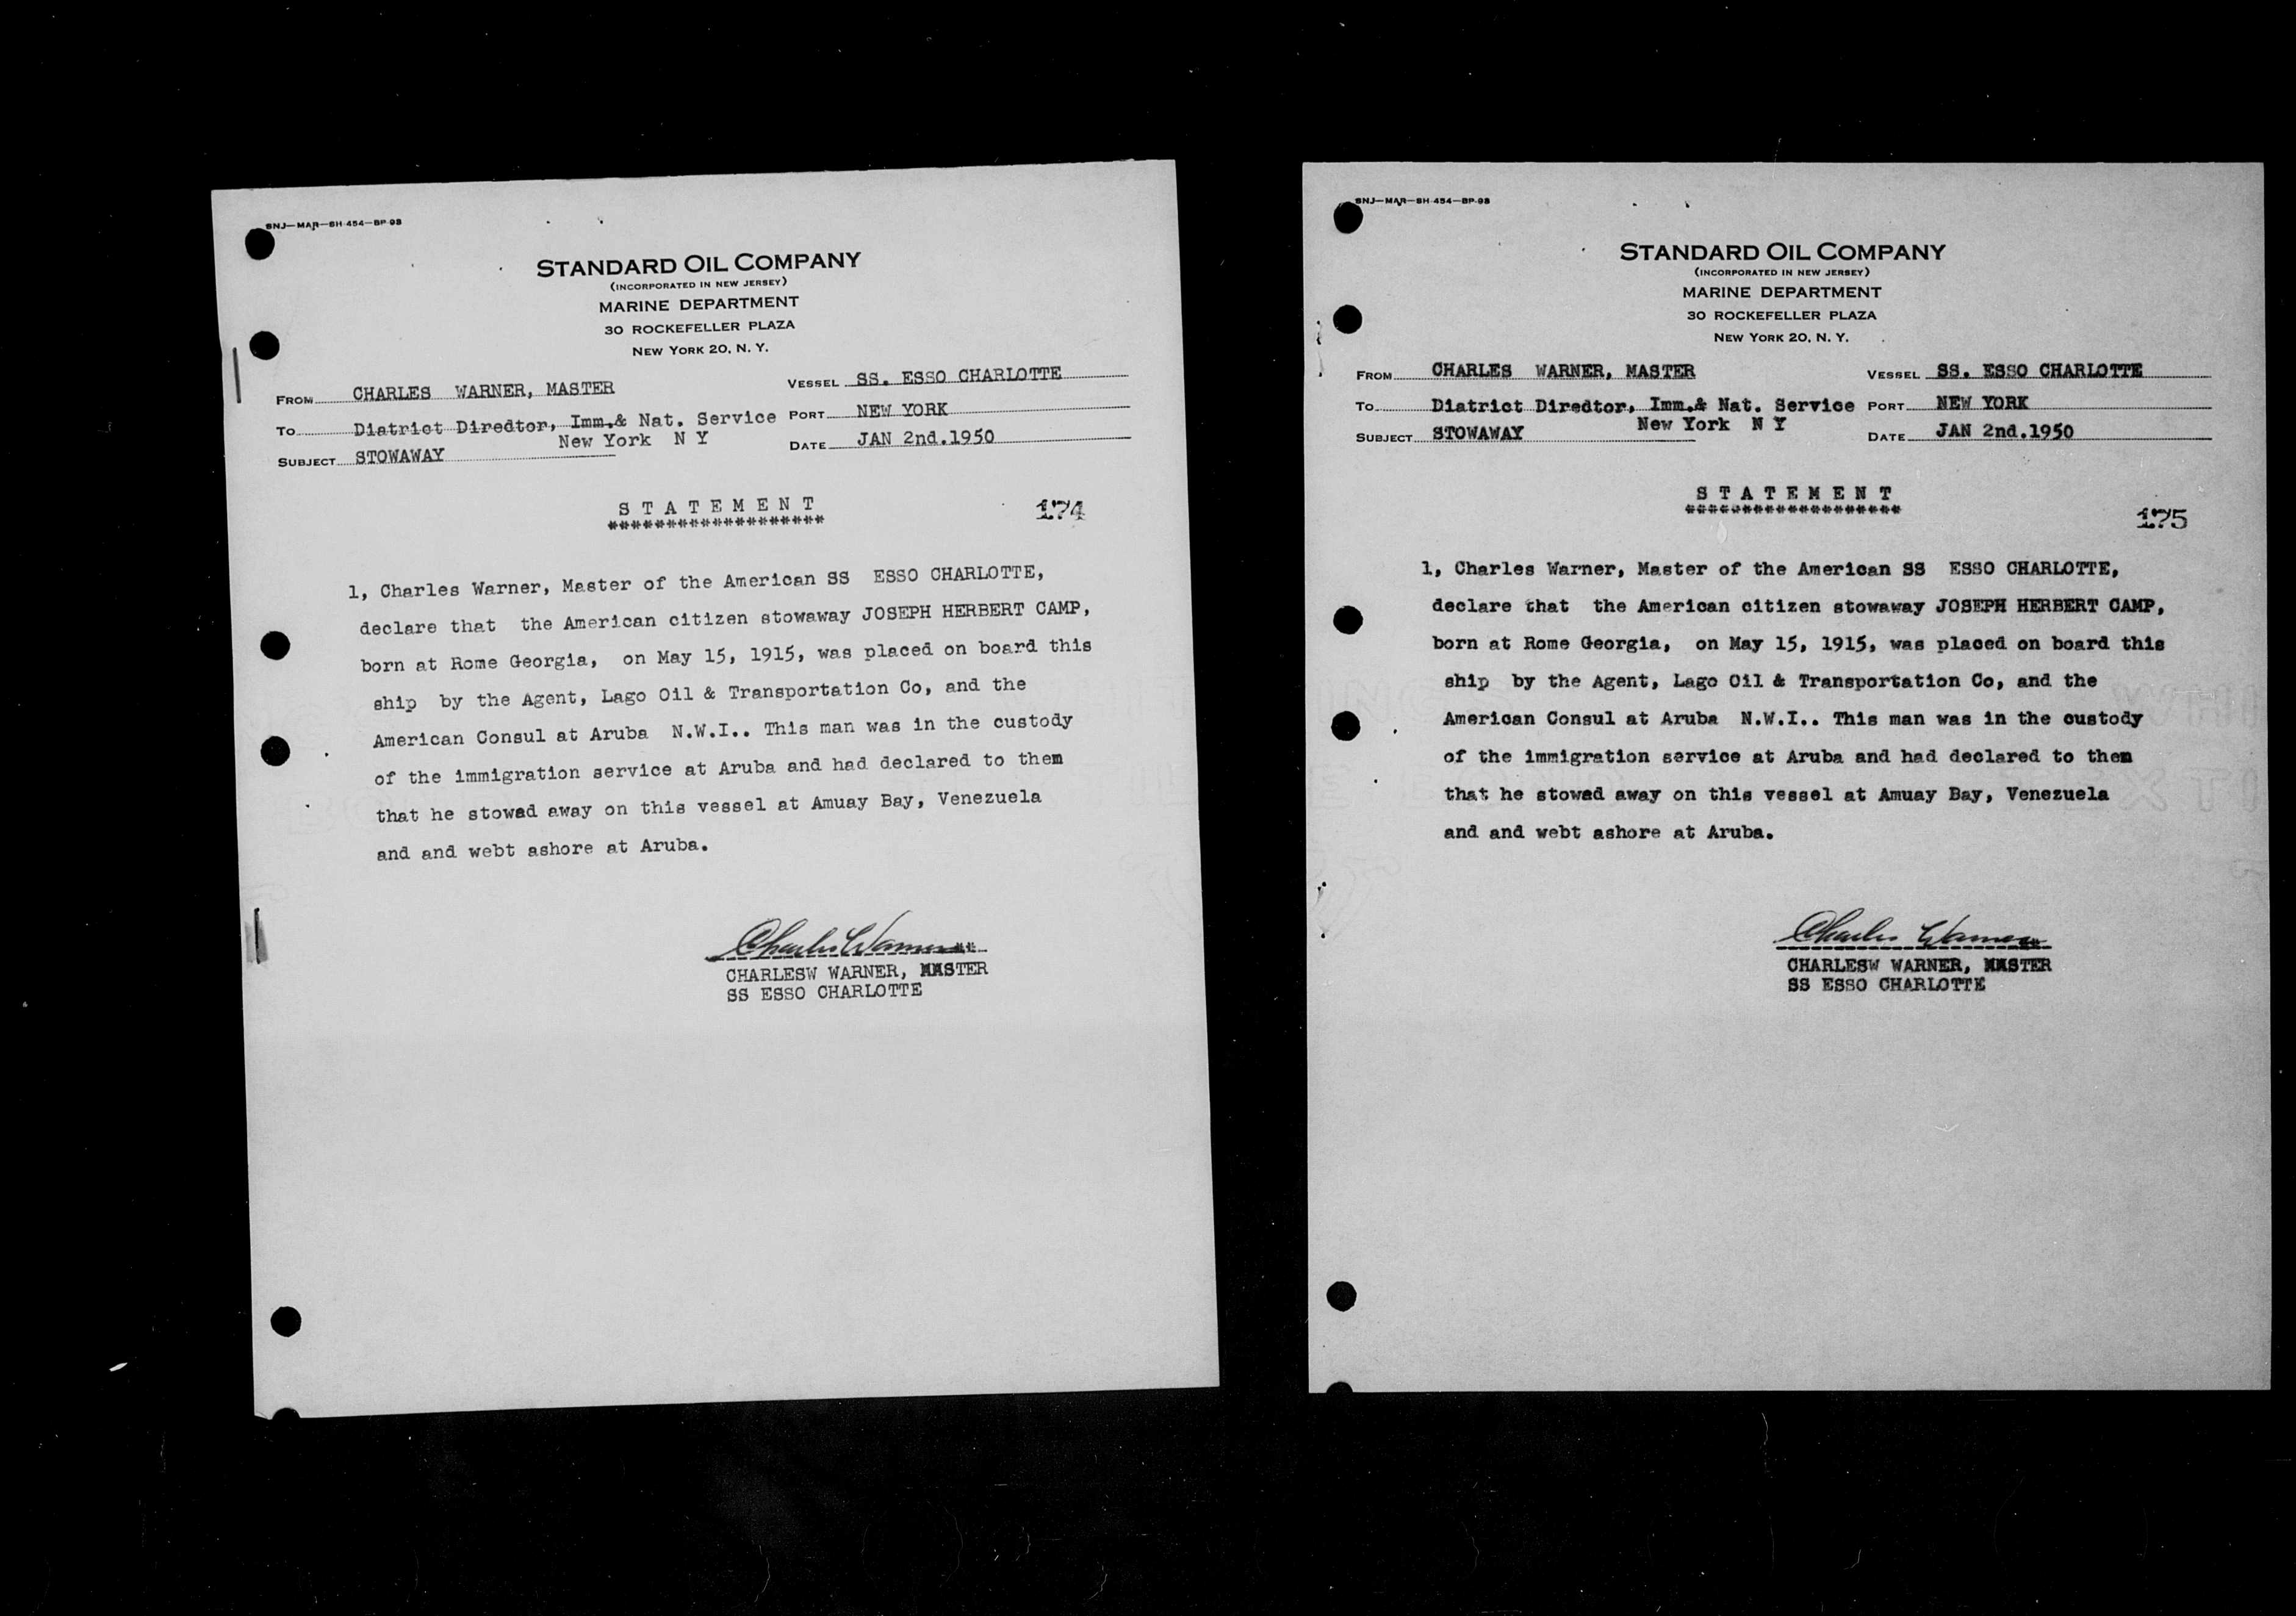 SNJ—MAR—SH 454—BP-98
STANDARD OIL COMPANY
(INCORPORATED IN NEW JERSEY)
MARINE DEPARTMENT
30 ROCKEFELLER PLAZA
NEW YORK 20, N. Y.
FROM CHARLES WARNER, MASTER VESSEL SS. ESSO CHARLOTTE
To Diatrict Diredtor, Imm.& Nat. Service PORT NEW YORK
New York N Y
SUBJECT STOWAWAY DATE JAN 2nd.1950
S T A T E M E N T
******************
174
1, Charles Warner, Master of the American SS ESSO CHARLOTTE,
declare that the American citizen stowaway JOSEPH HERBERT CAMP,
born at Rome Georgia, on May 15, 1915, was placed on board this
ship by the Agent, Lago Oil & Transportation Co, and the
American Consul at Aruba N.W.I.. This man was in the custody
of the immigration service at Aruba and had declared to them
that he stowed away on this vessel at Amuay Bay, Venezuela
and and webt ashore at Aruba.
Charles Warner
CHARLESW WARNER, MASTER
SS ESSO CHARLOTTE
SNJ—MAR—SH 454—BP-98
STANDARD OIL COMPANY
(INCORPORATED IN NEW JERSEY)
MARINE DEPARTMENT
30 ROCKEFELLER PLAZA
NEW YORK 20, N. Y.
FROM CHARLES WARNER, MASTER VESSEL SS. ESSO CHARLOTTE
To Diatrict Diredtor, Imm.& Nat. Service PORT NEW YORK
New York N Y
SUBJECT STOWAWAY DATE JAN 2nd.1950
S T A T E M E N T
******************
175
1, Charles Warner, Master of the American SS ESSO CHARLOTTE,
declare that the American citizen stowaway JOSEPH HERBERT CAMP,
born at Rome Georgia, on May 15, 1915, was placed on board this
ship by the Agent, Lago Oil & Transportation Co, and the
American Consul at Aruba N.W.I.. This man was in the custody
of the immigration service at Aruba and had declared to them
that he stowed away on this vessel at Amuay Bay, Venezuela
and and webt ashore at Aruba.
Charles Warner
CHARLESW WARNER, MASTER
SS ESSO CHARLOTTE